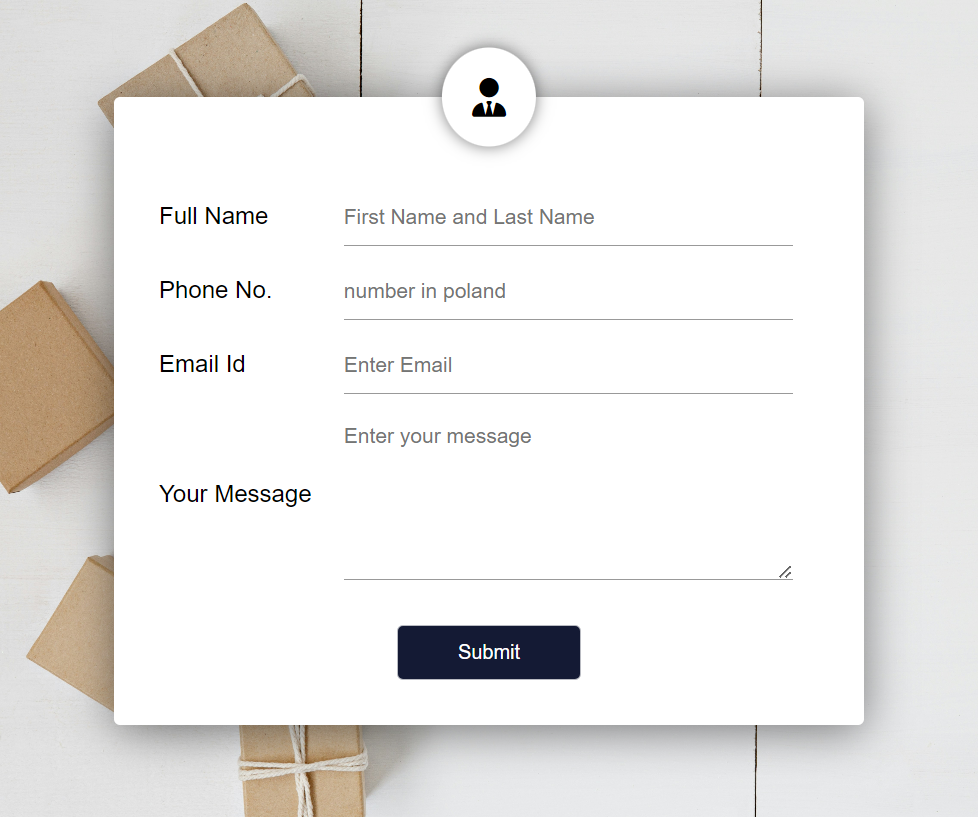 Full Name
First Name and Last Name
Phone No.
number in poland
Email Id
Enter Email
Enter your message
Your Message
Submit